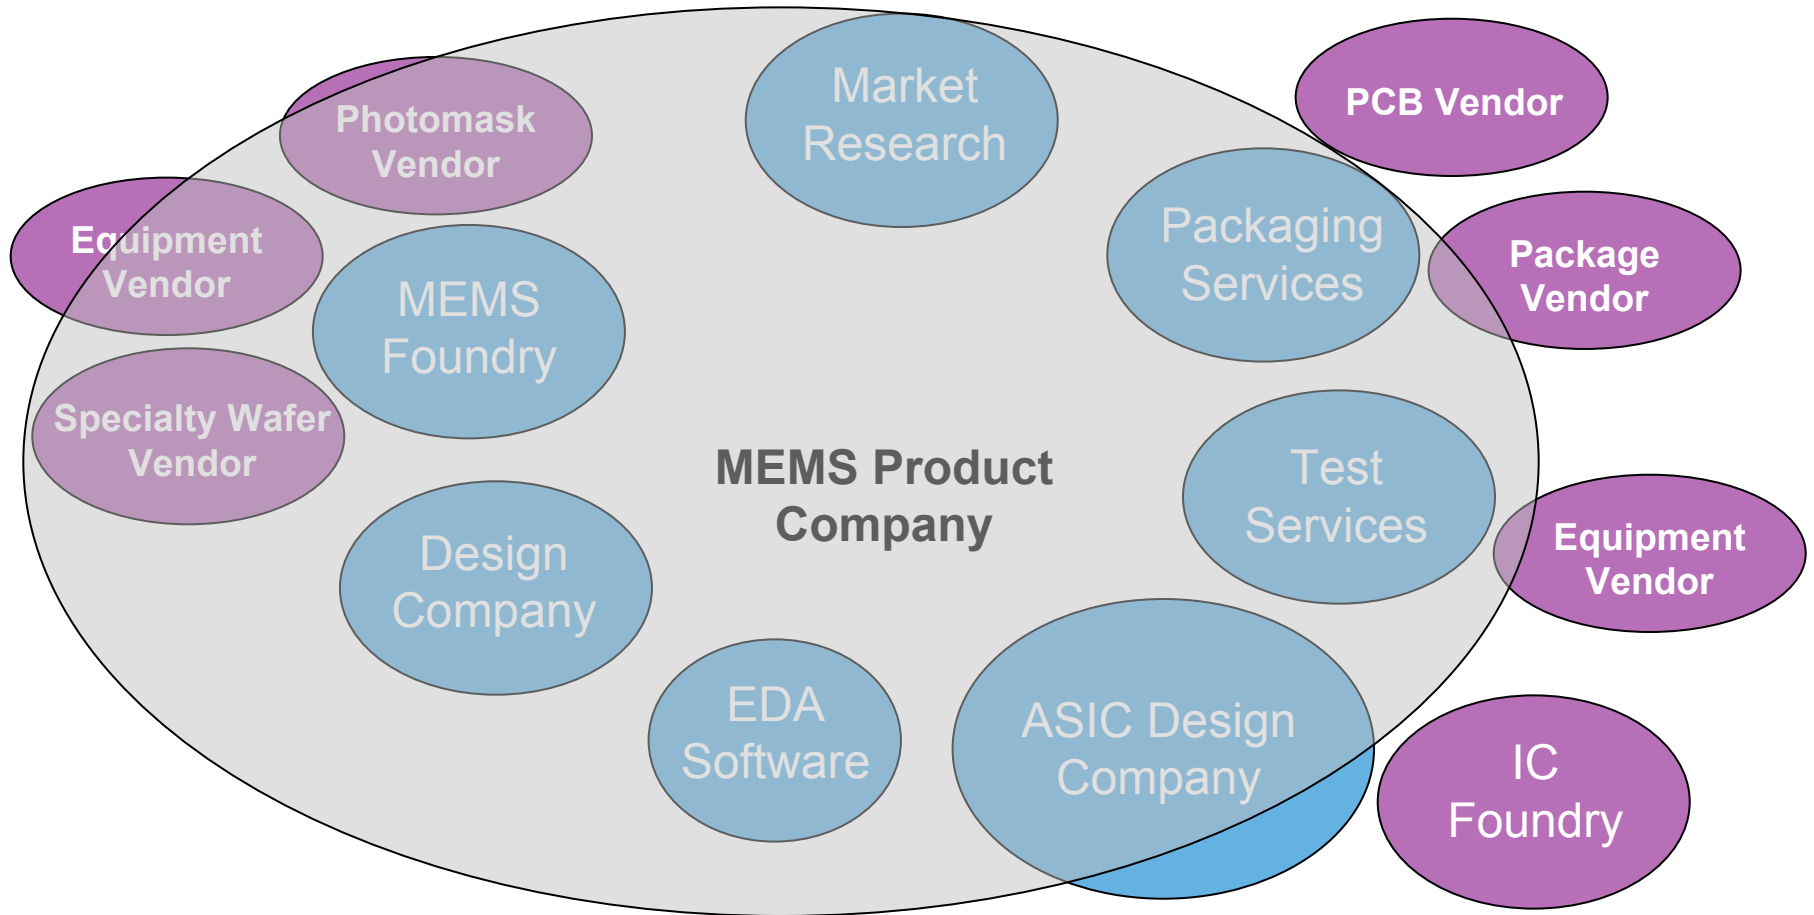 Market
Research
PCB Vendor
Photomask
Vendor
Packaging
Services
Package
Vendor
Equipment
Vendor
MEMS
Foundry
Specialty Wafer
Vendor
MEMS Product
Company
Test
Services
Equipment
Vendor
Design
Company
EDA
Software
ASIC Design
Company
IC
Foundry